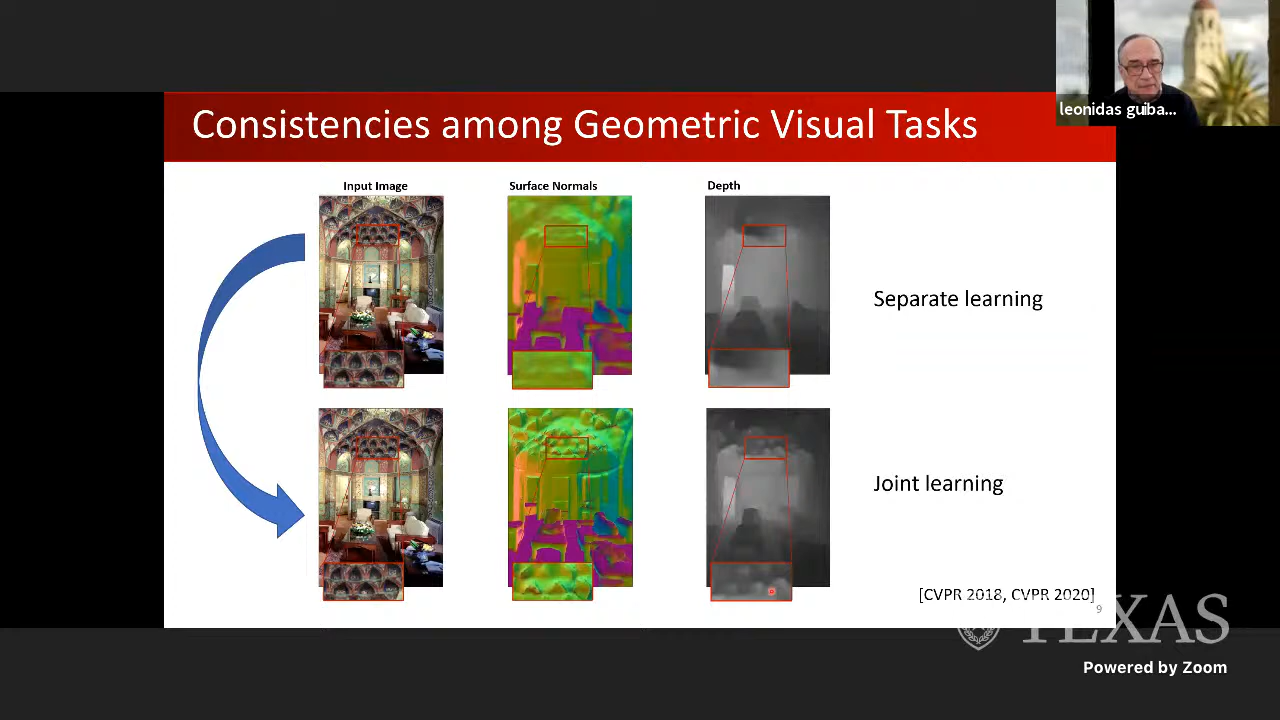 leonidas guiba...
Consistencies among Geometric Visual Tasks
Input Image
Surface Normals
Depth
Separate learning
Joint learning
[CVPR 2018, CVPR 2020]
9
TEXAS
Powered by Zoom